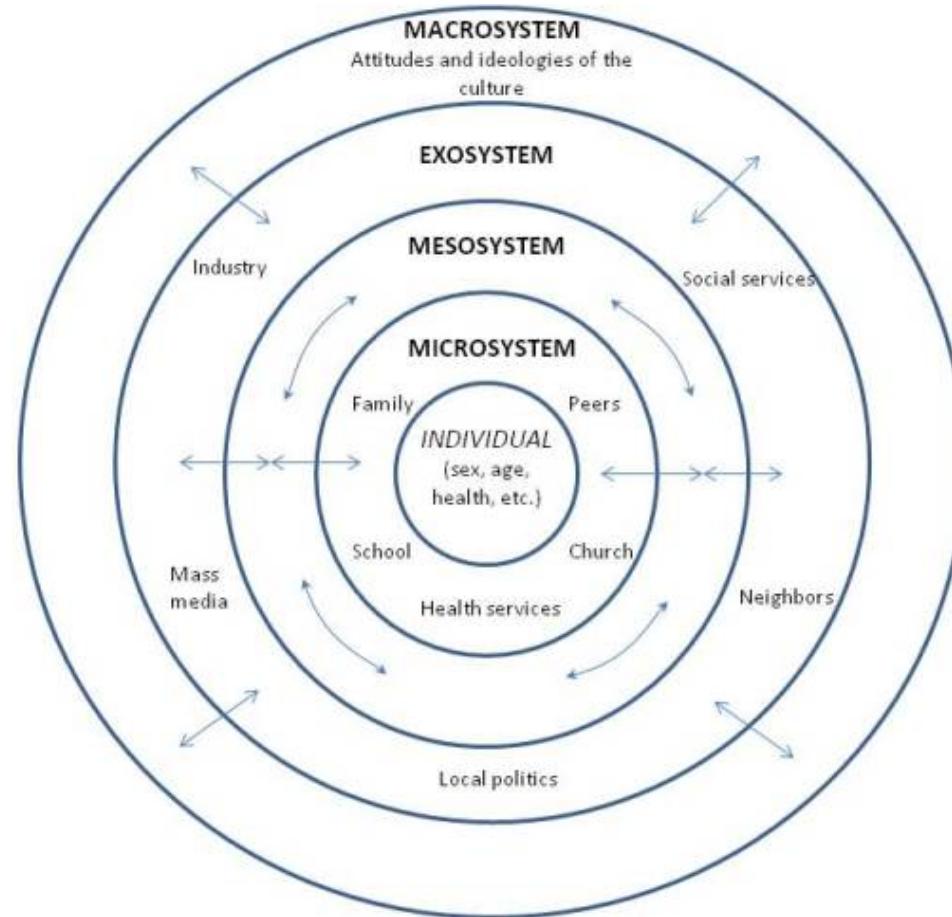 MACROSYSTEM
Attitudes and ideologies of the
culture
EXOSYSTEM
MESOSYSTEM
Industry
Social services
MICROSYSTEM
Family
Peers
INDIVIDUAL
(sex, age,
health, etc.)
School
Church
Mass
media
Health services
Neighbors
Local politics